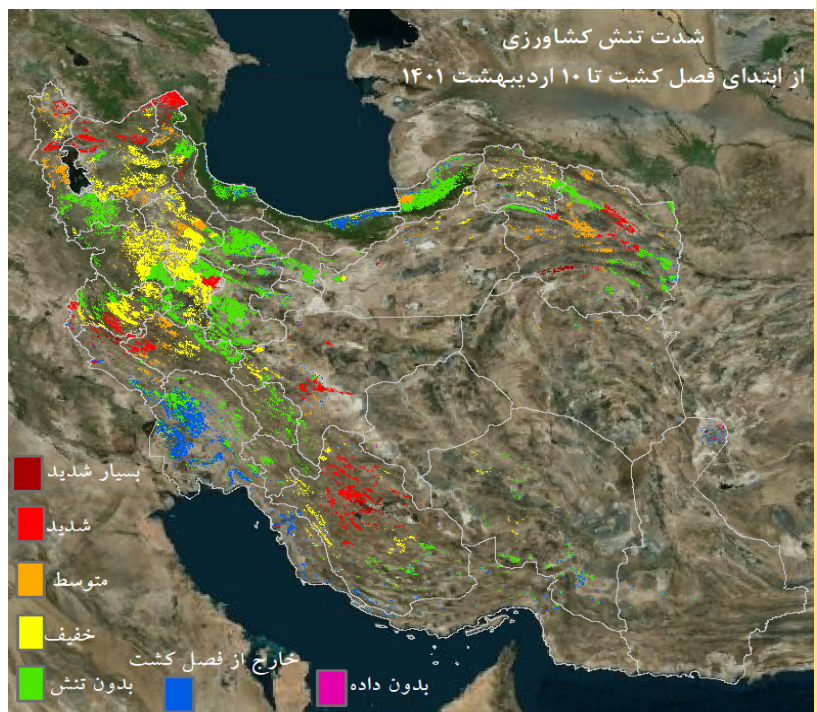 شدت تنش کشاورزی
از ابتدای فصل کشت تا ۱۰ اردیبهشت ۱۴۰۱
بسیار شدید
شدید
متوسط
خفیف
بدون تنش
خارج از فصل کشت
بدون داده